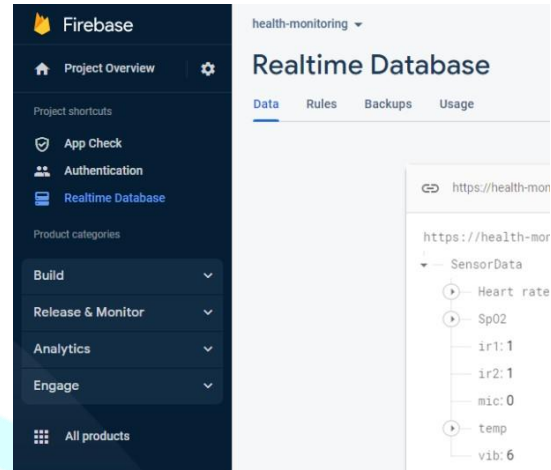 Firebase
Project Overview
Project shortcuts
App Check
Authentication
Realtime Database
Product categories
Build
Release & Monitor
Analytics
Engage
All products
health-monitoring
Realtime Database
Data Rules Backups Usage
https://health-mon
https://health-mor
SensorData
Heart rate
SpO2
ir1: 1
ir2: 1
mic: 0
temp
vib: 6